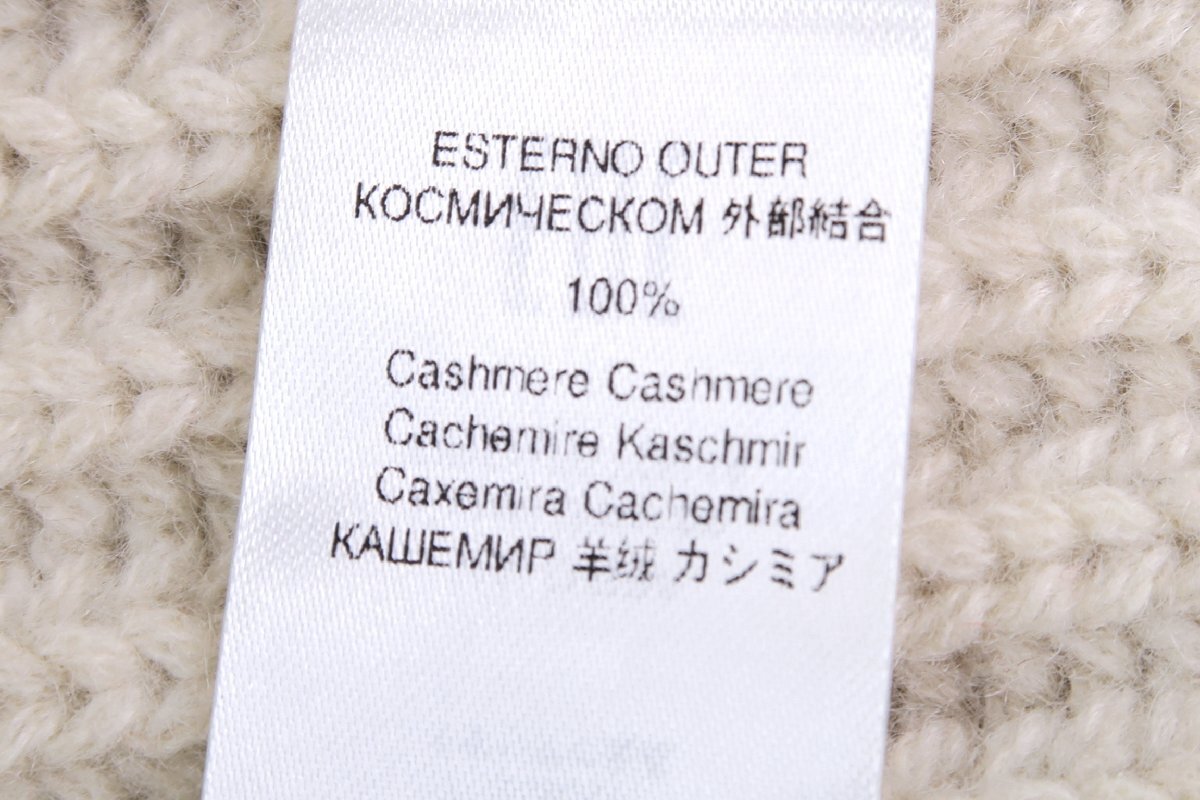 ESTERNO OUTER
КОСМИЧЕСКОМ 外部結合
100%
Cashmere Cashmere
Cachemire Kaschmir
Caxemira Cachemira
КАШЕМИР 羊绒 カシミア